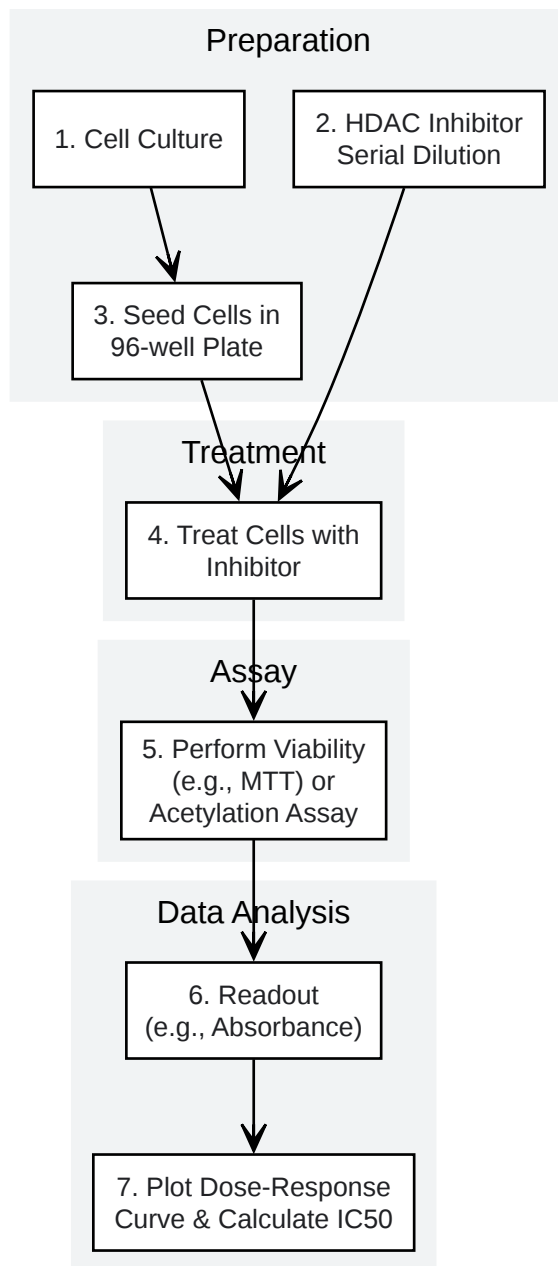 Preparation
1. Cell Culture
2. HDAC Inhibitor
Serial Dilution
3. Seed Cells in
96-well Plate
Treatment
4. Treat Cells with
Inhibitor
Assay
5. Perform Viability
(e.g., MTT) or
Acetylation Assay
Data Analysis
6. Readout
(e.g., Absorbance)
7. Plot Dose-Response
Curve & Calculate IC50